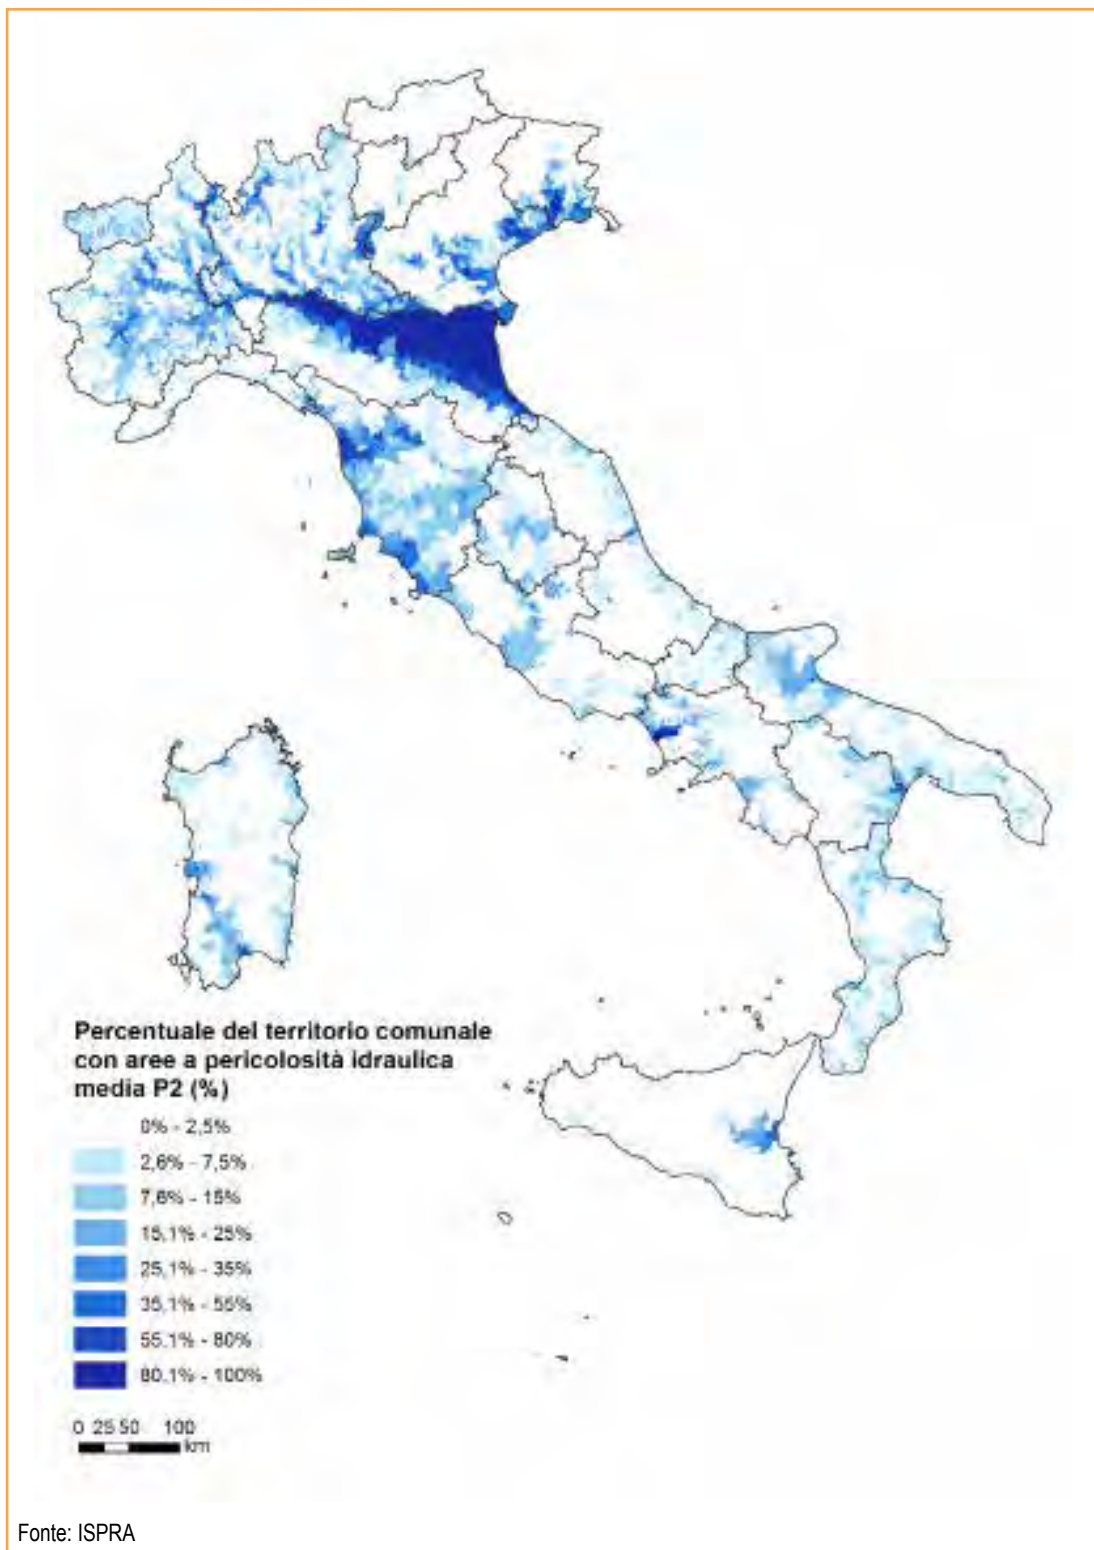 Percentuale del territorio comunale
con aree a pericolosità idraulica
media P2 (%)
0% - 2,5%
2,6% - 7,5%
7,6% - 15%
15,1% - 25%
25,1% - 35%
35,1% - 55%
55,1% - 80%
80,1% - 100%
0 25 50 100
km
Fonte: ISPRA